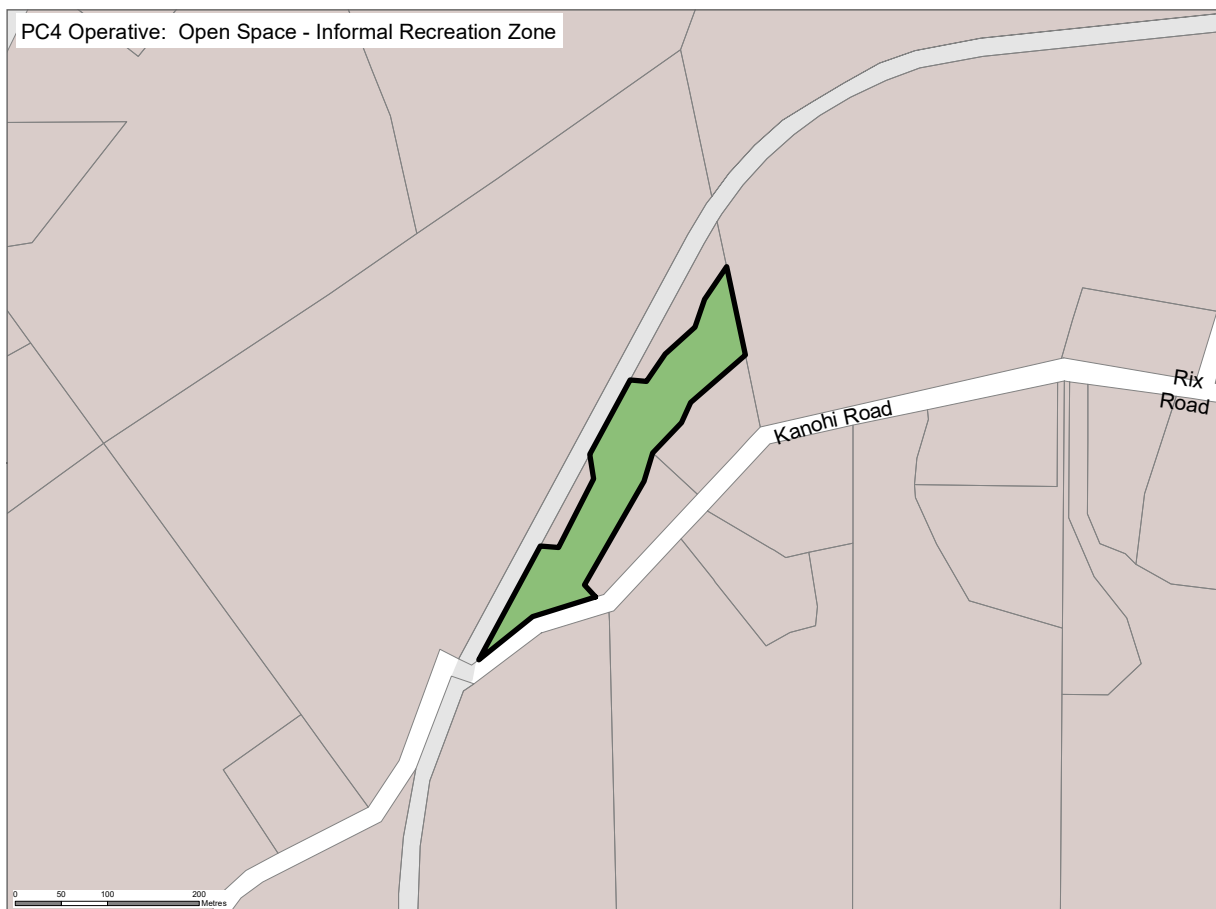 PC4 Operative: Open Space - Informal Recreation Zone
Kanohi Road
Rix
Road
0 50 100 200
Metres